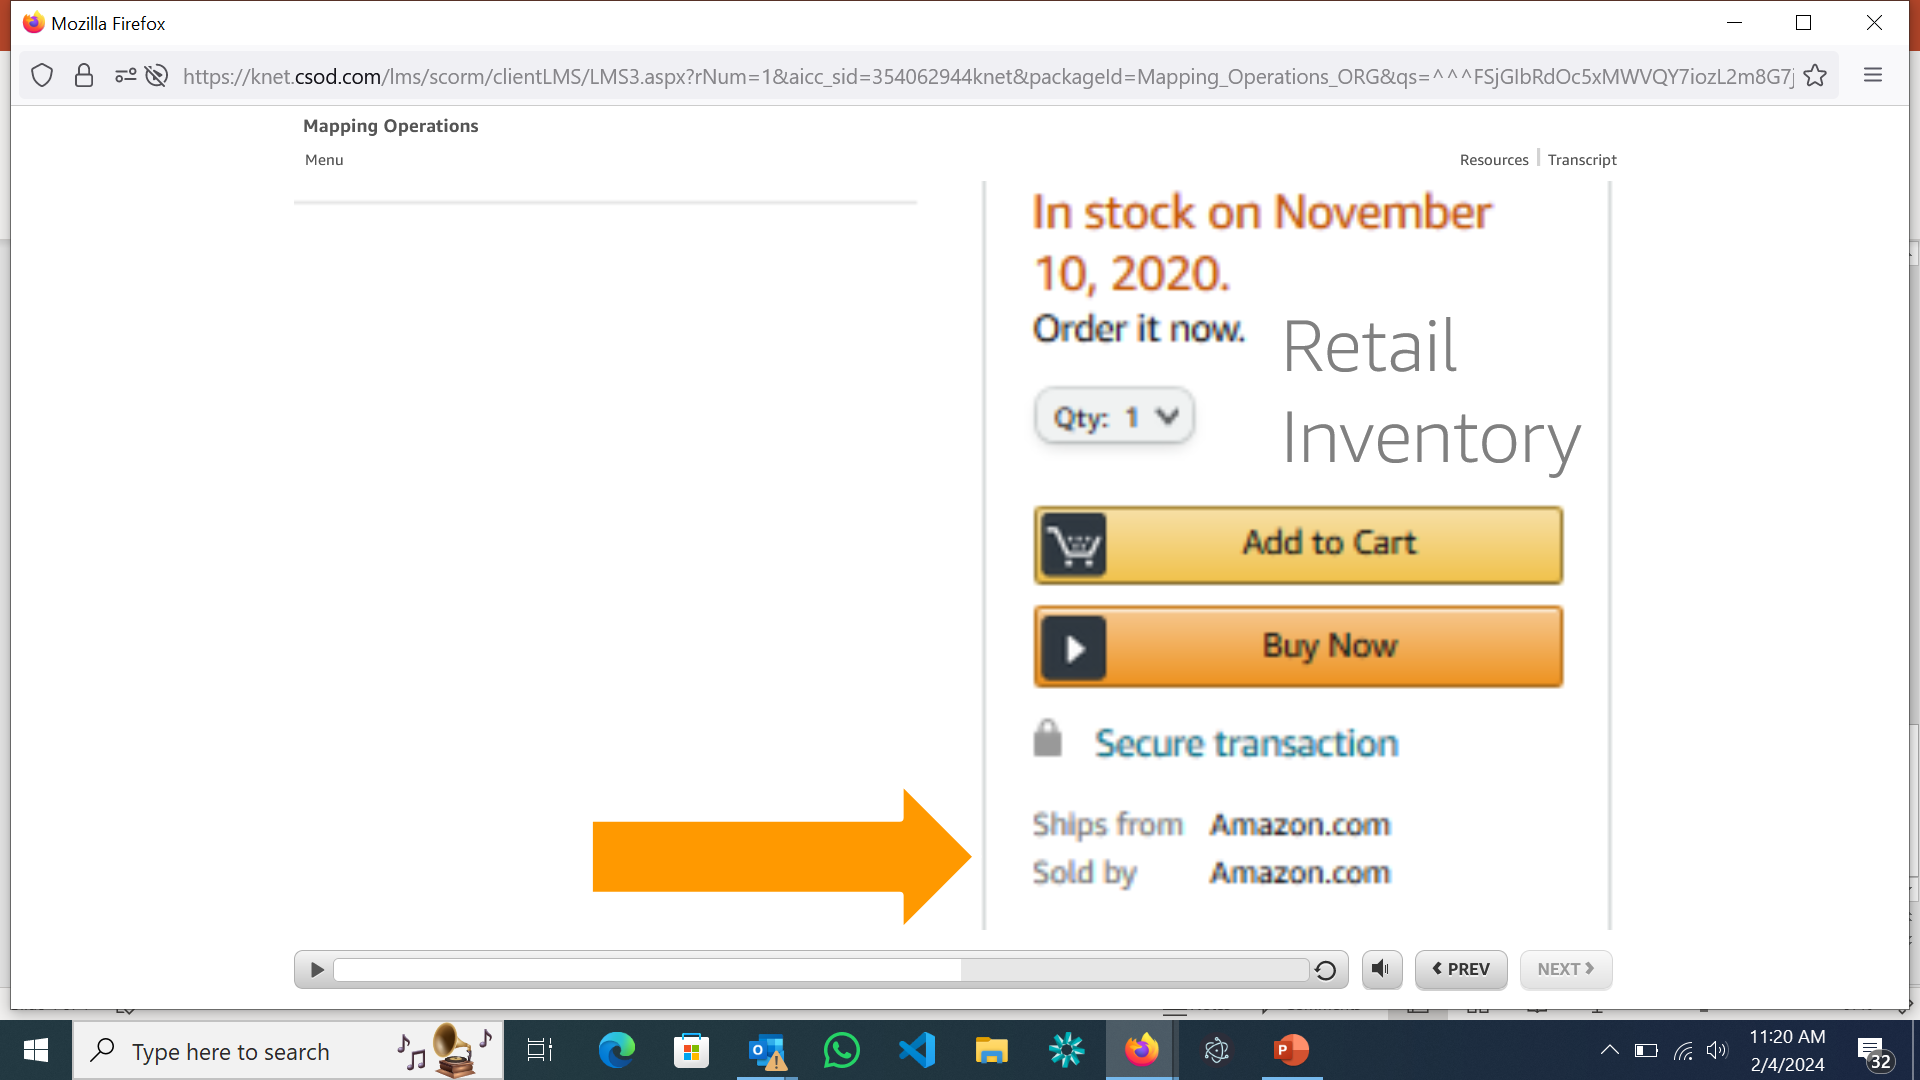 Mozilla Firefox
https://knet.csod.com/lms/scorm/clientLMS/LMS3.aspx?rNum=1&aicc_sid=354062944knet&packageId=Mapping_Operations_ORG&qs=^^^FSjGIbRdOc5xMWVQY7iozL2m8G7j
Mapping Operations
Menu
Resources
Transcript
In stock on November
10, 2020.
Order it now.
Retail
Inventory
Qty: 1
Add to Cart
Buy Now
Secure transaction
Ships from Amazon.com
Sold by Amazon.com
PREV
NEXT
Type here to search
11:20 AM
2/4/2024
32